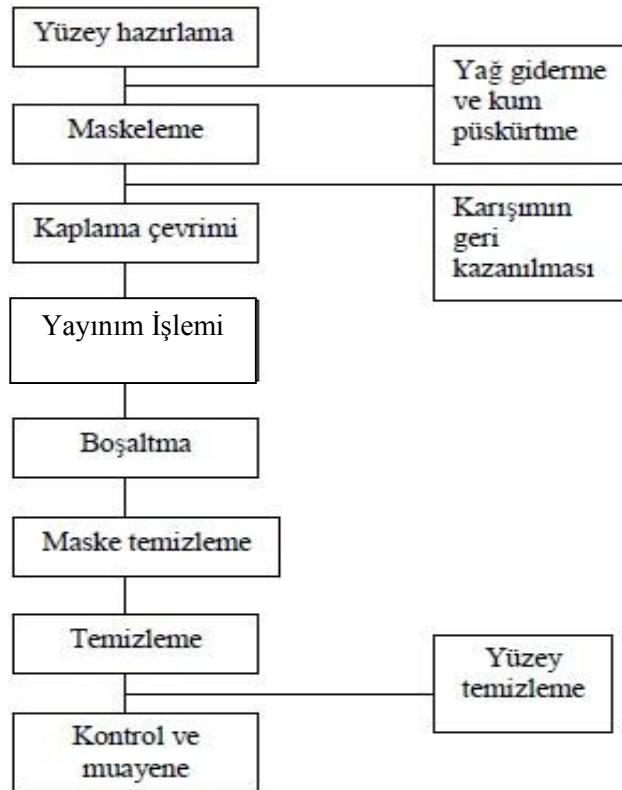 Yüzey hazırlama
Yağ giderme
ve kum
püskürtme
Maskeleme
Karışımın
geri
kazanılması
Kaplama çevrimi
Yayınım İşlemi
Boşaltma
Maske temizleme
Temizleme
Yüzey
temizleme
Kontrol ve
muayene